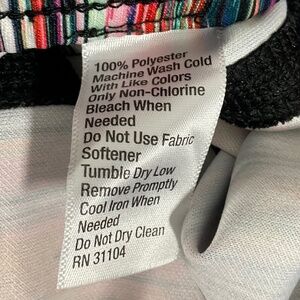 100% Polyester
Machine Wash Cold
With Like Colors
Only Non-Chlorine
Bleach When
Needed
Do Not Use Fabric
Softener
Tumble Dry Low
Remove Promptly
Cool Iron When
Needed
Do Not Dry Clean
RN 31104